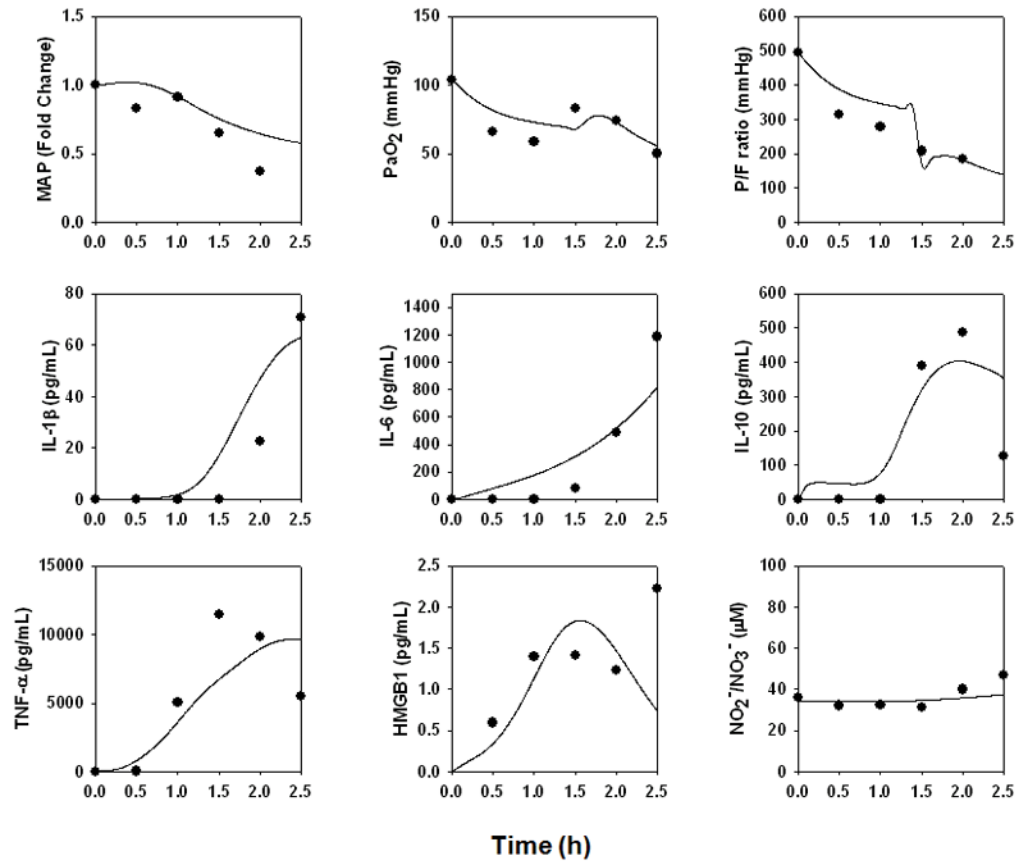 MAP (Fold Change)
1.5
1.0
0.5
0.0
0.0 0.5 1.0 1.5 2.0 2.5
PaO₂ (mmHg)
150
100
50
0
0.0 0.5 1.0 1.5 2.0 2.5
P/F ratio (mmHg)
600
500
400
300
200
100
0
0.0 0.5 1.0 1.5 2.0 2.5
IL-1β (pg/mL)
80
60
40
20
0
0.0 0.5 1.0 1.5 2.0 2.5
IL-6 (pg/mL)
1400
1200
1000
800
600
400
200
0
0.0 0.5 1.0 1.5 2.0 2.5
IL-10 (pg/mL)
600
500
400
300
200
100
0
0.0 0.5 1.0 1.5 2.0 2.5
TNF-α (pg/mL)
15000
10000
5000
0
0.0 0.5 1.0 1.5 2.0 2.5
HMGB1 (pg/mL)
2.5
2.0
1.5
1.0
0.5
0.0
0.0 0.5 1.0 1.5 2.0 2.5
NO₂⁻/NO₃⁻ (µM)
100
80
60
40
20
0
0.0 0.5 1.0 1.5 2.0 2.5
Time (h)